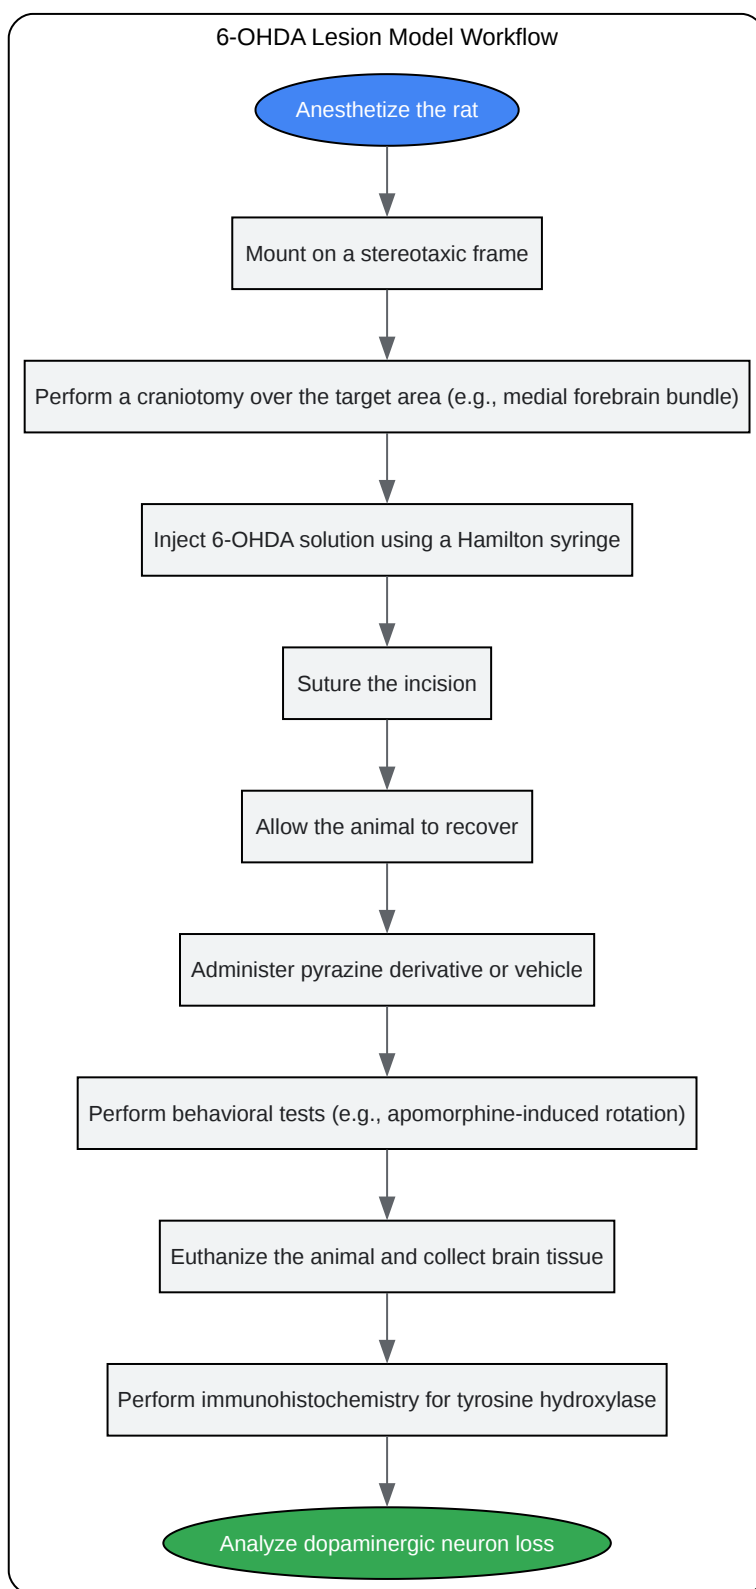 6-OHDA Lesion Model Workflow
Anesthetize the rat
Mount on a stereotaxic frame
Perform a craniotomy over the target area (e.g., medial forebrain bundle)
Inject 6-OHDA solution using a Hamilton syringe
Suture the incision
Allow the animal to recover
Administer pyrazine derivative or vehicle
Perform behavioral tests (e.g., apomorphine-induced rotation)
Euthanize the animal and collect brain tissue
Perform immunohistochemistry for tyrosine hydroxylase
Analyze dopaminergic neuron loss